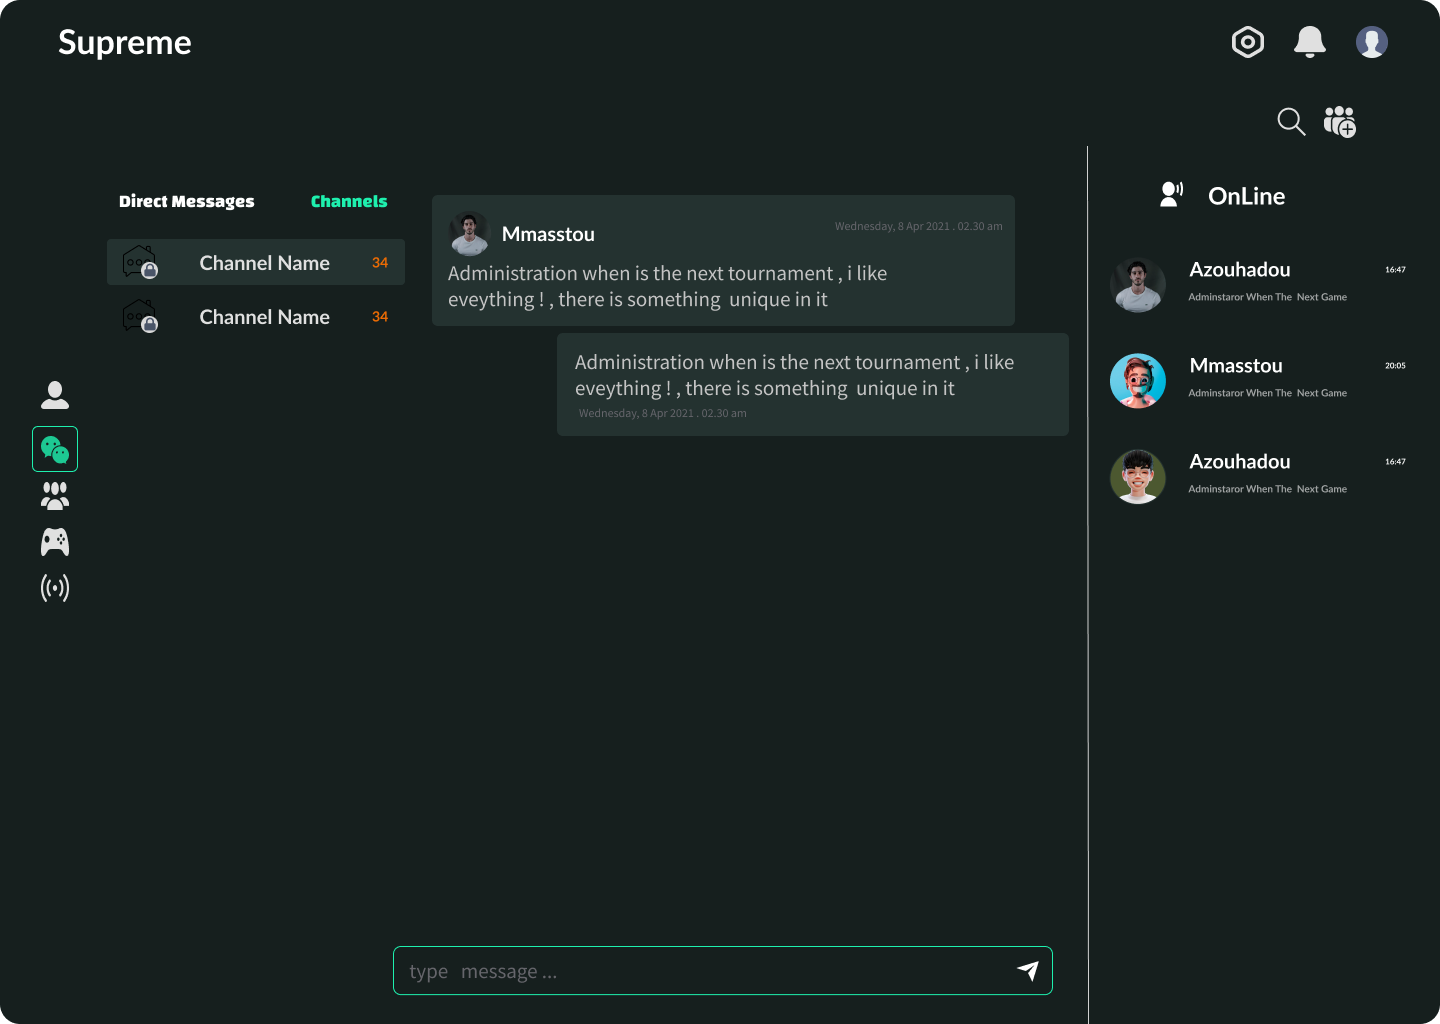 Supreme
Direct Messages
Channels
Channel Name
34
Channel Name
34
Mmasstou
Wednesday, 8 Apr 2021 . 02.30 am
Administration when is the next tournament , i like
eveything ! , there is something  unique in it
Administration when is the next tournament , i like
eveything ! , there is something  unique in it
Wednesday, 8 Apr 2021 . 02.30 am
type   message ...
OnLine
Azouhadou
16:47
Adminstaror When The  Next Game
Mmasstou
20:05
Adminstaror When The  Next Game
Azouhadou
16:47
Adminstaror When The  Next Game